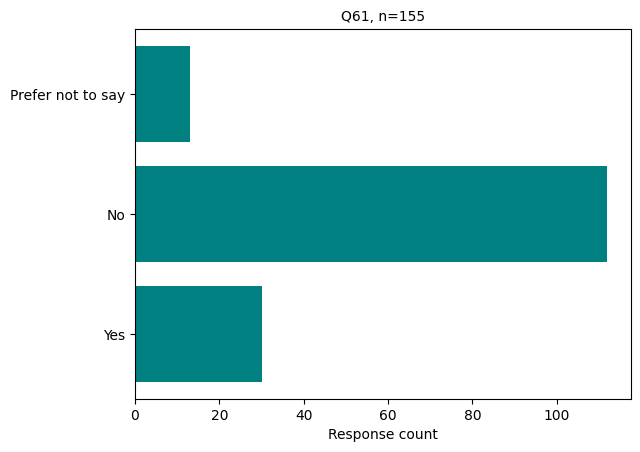 Q61, n=155
Prefer not to say
No
Yes
0 20 40 60 80 100
Response count